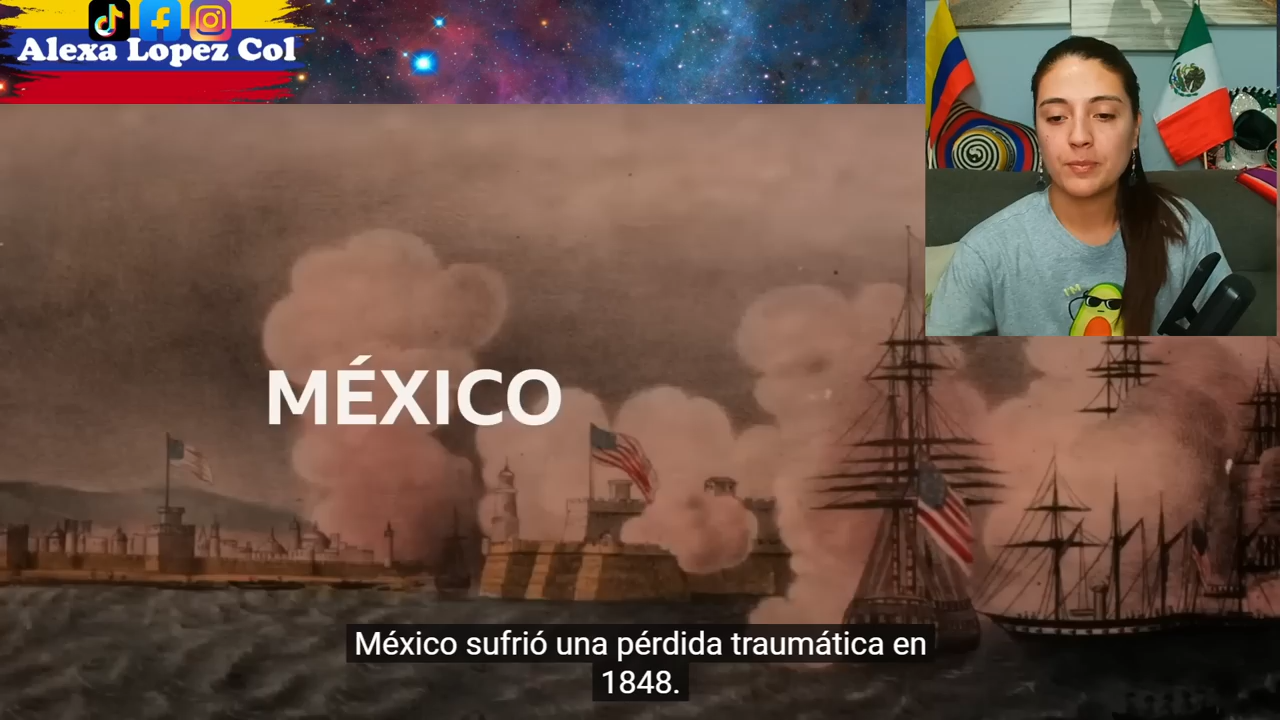 Alexa Lopez Col
MÉXICO
I'M
México sufrió una pérdida traumática en
1848.